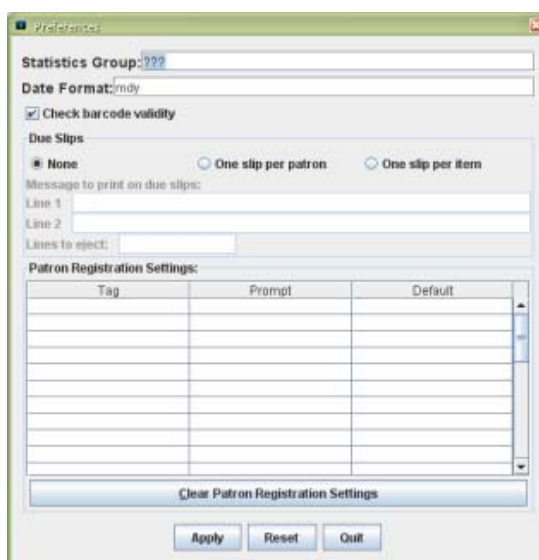 Preferences
Statistics Group: ???
Date Format: mdy
Check barcode validity
Due Slips
None One slip per patron One slip per item
Message to print on due slips:
Line 1
Line 2
Lines to eject:
Patron Registration Settings:
Tag Prompt Default
Clear Patron Registration Settings
Apply Reset Quit